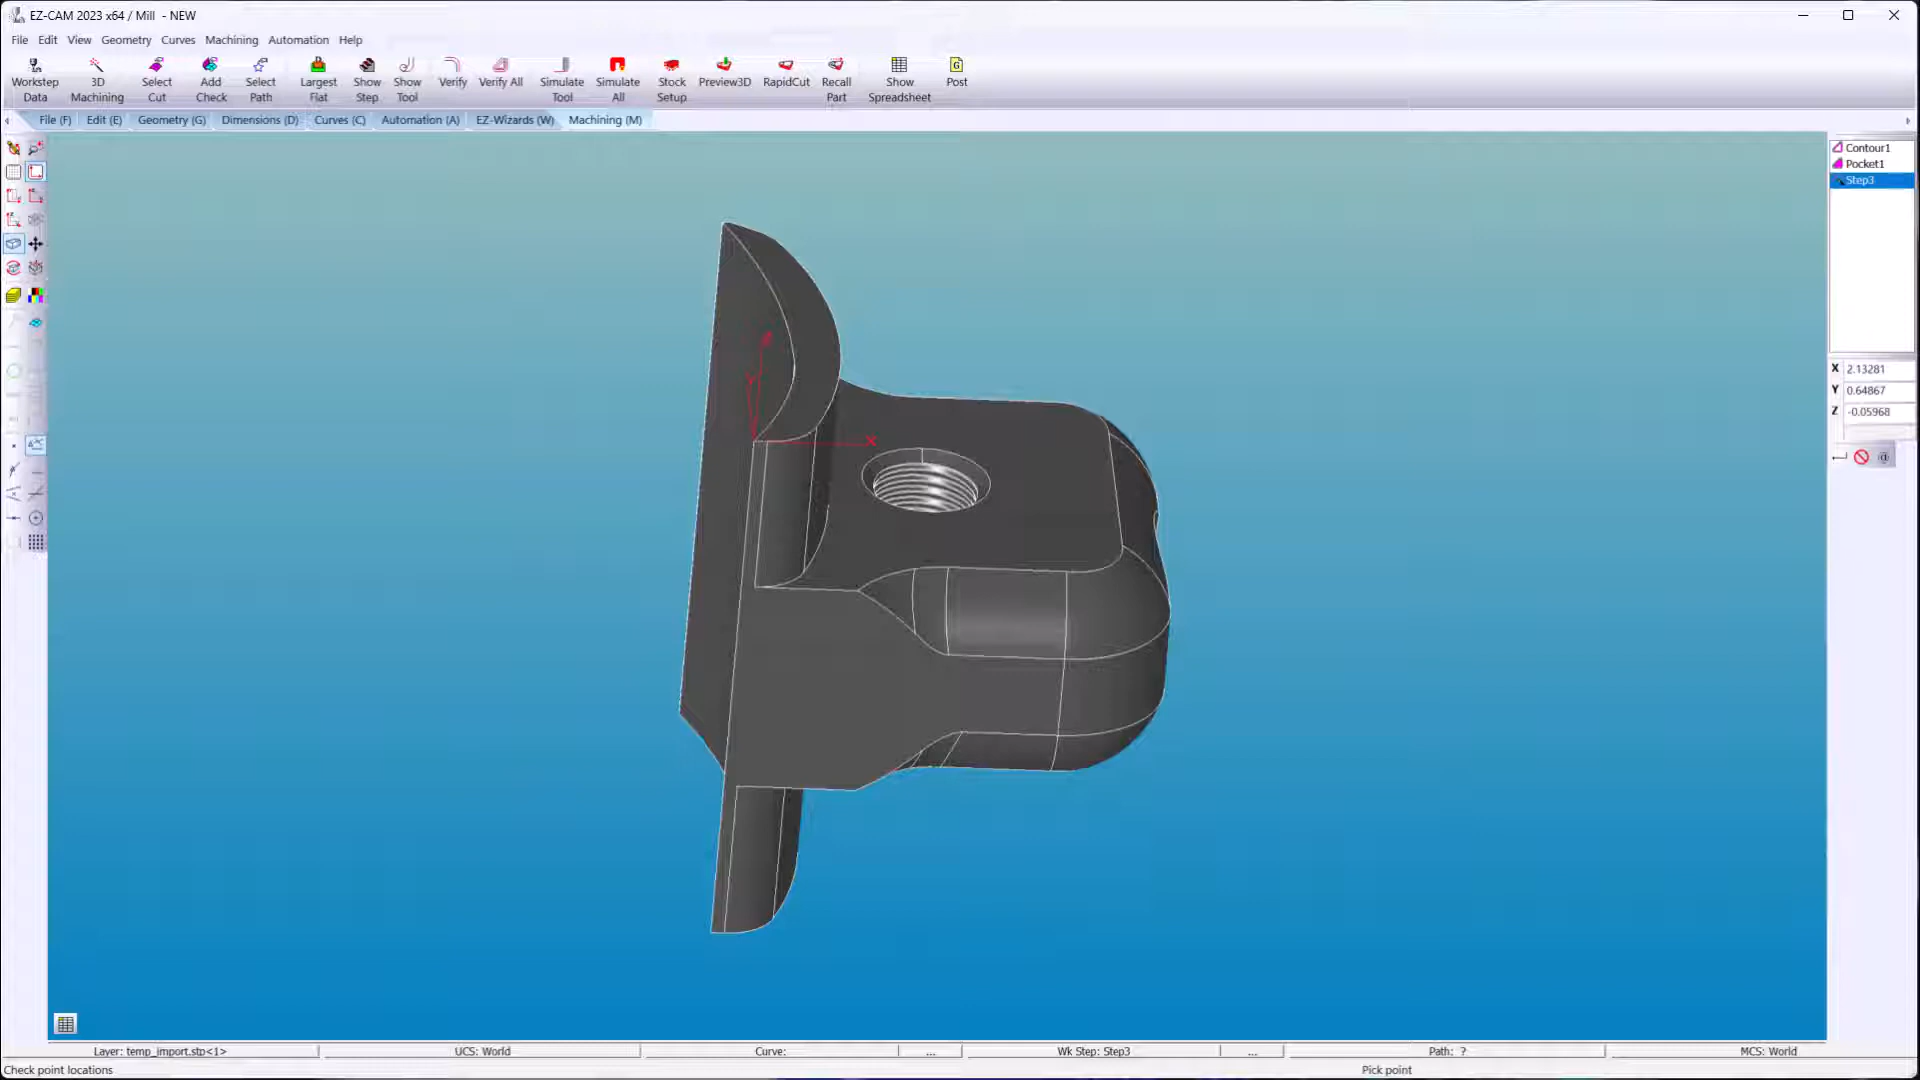 EZ-CAM 2023 x64 / Mill - NEW
File Edit View Geometry Curves Machining Automation Help
Workstep Data
3D Machining
Select Cut
Add Check
Select Path
Largest Flat
Show Step
Show Tool
Verify
Verify All
Simulate Tool
Simulate All
Stock Setup
Preview3D
RapidCut
Recall Part
Show Spreadsheet
Post
File (F) Edit (E) Geometry (G) Dimensions (D) Curves (C) Automation (A) EZ-Wizards (W) Machining (M)
Contour1
Pocket1
Step3
X 2.13281
Y 0.64867
Z -0.05968
Y
X
Layer: temp_import.stp<1> UCS: World Curve: ... Wk Step: Step3 ... Path: ? MCS: World
Check point locations Pick point